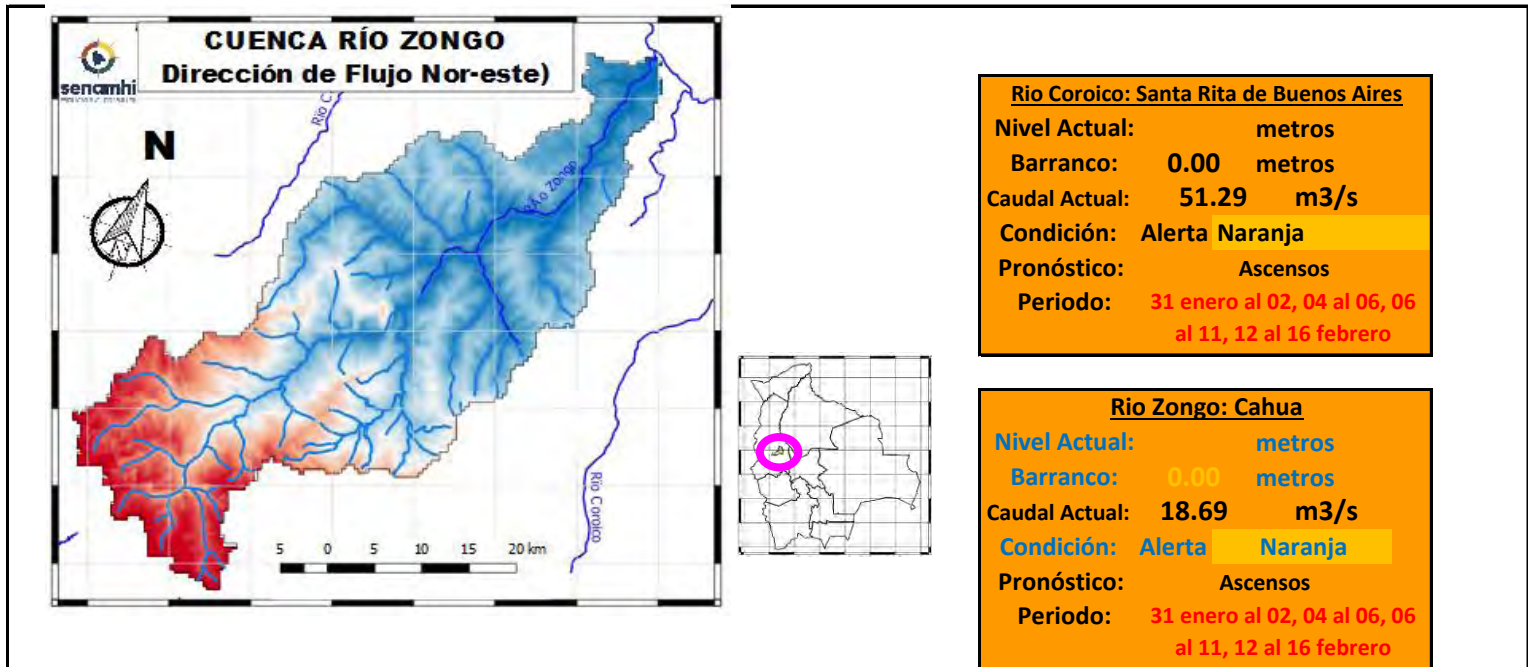 CUENCA RÍO ZONGO
Dirección de Flujo Nor-este)
senamhi
N
Río C
Río Zongo
Río Coroico
5 0 5 10 15 20 km
Rio Coroico: Santa Rita de Buenos Aires
Nivel Actual: metros
Barranco: 0.00 metros
Caudal Actual: 51.29 m3/s
Condición: Alerta Naranja
Pronóstico: Ascensos
Periodo: 31 enero al 02, 04 al 06, 06
al 11, 12 al 16 febrero
Rio Zongo: Cahua
Nivel Actual: metros
Barranco: 0.00 metros
Caudal Actual: 18.69 m3/s
Condición: Alerta Naranja
Pronóstico: Ascensos
Periodo: 31 enero al 02, 04 al 06, 06
al 11, 12 al 16 febrero